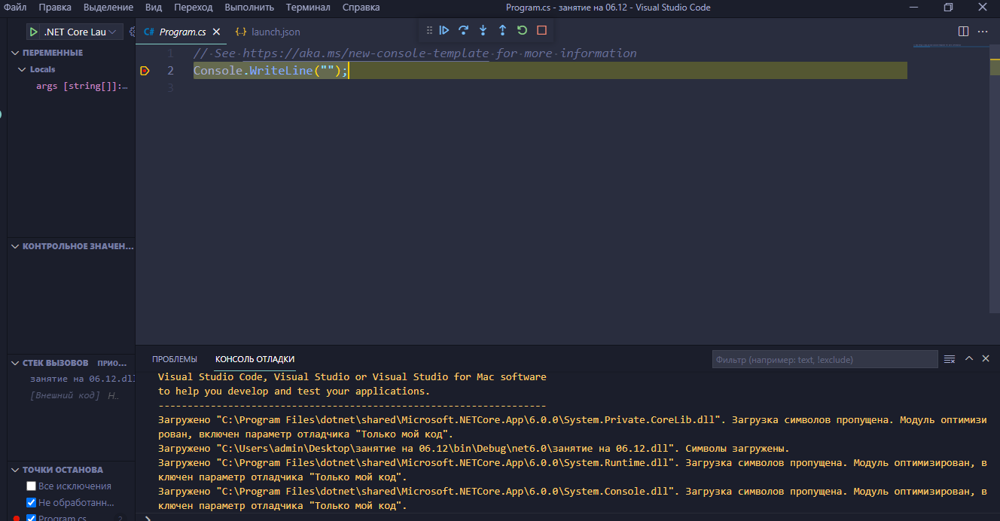 Файл Правка Выделение Вид Переход Выполнить Терминал Справка Program.cs - занятие на 06.12 - Visual Studio Code
.NET Core Lau
C# Program.cs
{..} launch.json
ПЕРЕМЕННЫЕ
Locals
args [string[]]:…
1 // See https://aka.ms/new-console-template for more information
2 Console.WriteLine("");
3
КОНТРОЛЬНОЕ ЗНАЧЕН...
СТЕК ВЫЗОВОВ ПРИО...
занятие на 06.12.dll
[Внешний код] Н..
ТОЧКИ ОСТАНОВА
Все исключения
Не обработанн...
Program.cs 2
ПРОБЛЕМЫ КОНСОЛЬ ОТЛАДКИ
Фильтр (например: text, !exclude)
Visual Studio Code, Visual Studio or Visual Studio for Mac software
to help you develop and test your applications.
-------------------------------------------------------------------
Загружено "C:\Program Files\dotnet\shared\Microsoft.NETCore.App\6.0.0\System.Private.CoreLib.dll". Загрузка символов пропущена. Модуль оптимизи
рован, включен параметр отладчика "Только мой код".
Загружено "C:\Users\admin\Desktop\занятие на 06.12\bin\Debug\net6.0\занятие на 06.12.dll". Символы загружены.
Загружено "C:\Program Files\dotnet\shared\Microsoft.NETCore.App\6.0.0\System.Runtime.dll". Загрузка символов пропущена. Модуль оптимизирован, в
ключен параметр отладчика "Только мой код".
Загружено "C:\Program Files\dotnet\shared\Microsoft.NETCore.App\6.0.0\System.Console.dll". Загрузка символов пропущена. Модуль оптимизирован, в
ключен параметр отладчика "Только мой код".